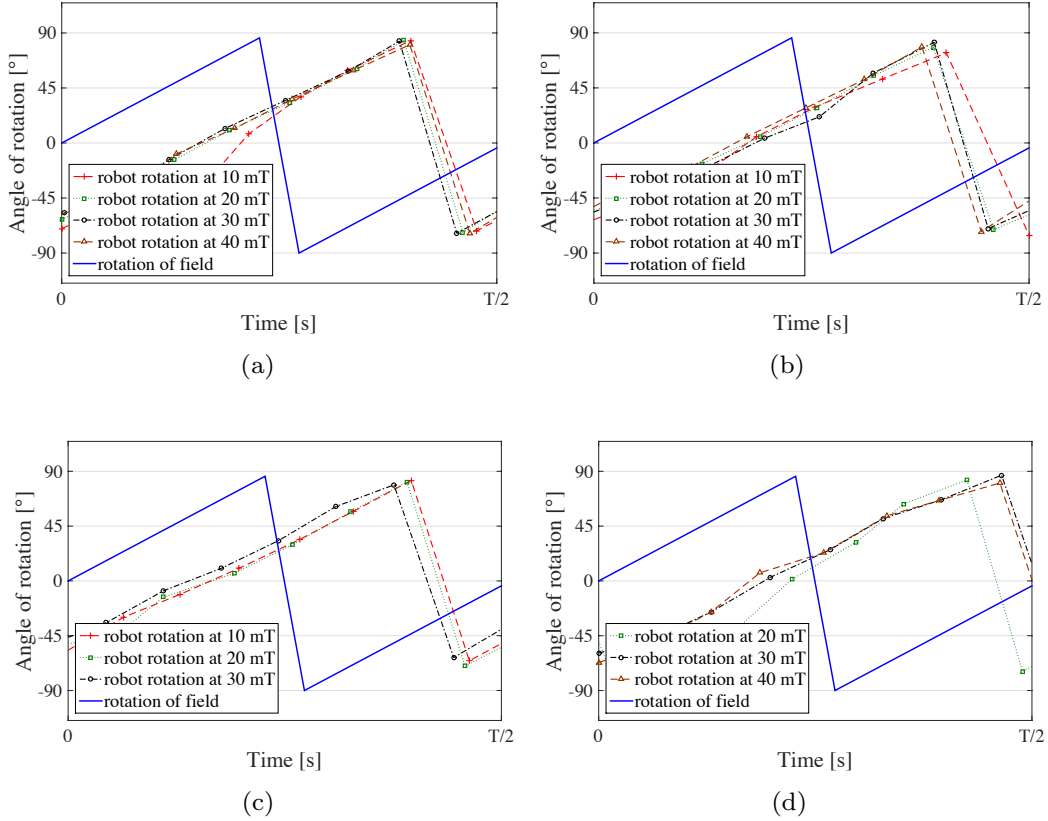 90
45
0
-45
-90
Angle of rotation [°]
robot rotation at 10 mT
robot rotation at 20 mT
robot rotation at 30 mT
robot rotation at 40 mT
rotation of field
0
T/2
Time [s]
(a)
90
45
0
-45
-90
Angle of rotation [°]
robot rotation at 10 mT
robot rotation at 20 mT
robot rotation at 30 mT
robot rotation at 40 mT
rotation of field
0
T/2
Time [s]
(b)
90
45
0
-45
-90
Angle of rotation [°]
robot rotation at 10 mT
robot rotation at 20 mT
robot rotation at 30 mT
rotation of field
0
T/2
Time [s]
(c)
90
45
0
-45
-90
Angle of rotation [°]
robot rotation at 20 mT
robot rotation at 30 mT
robot rotation at 40 mT
rotation of field
0
T/2
Time [s]
(d)